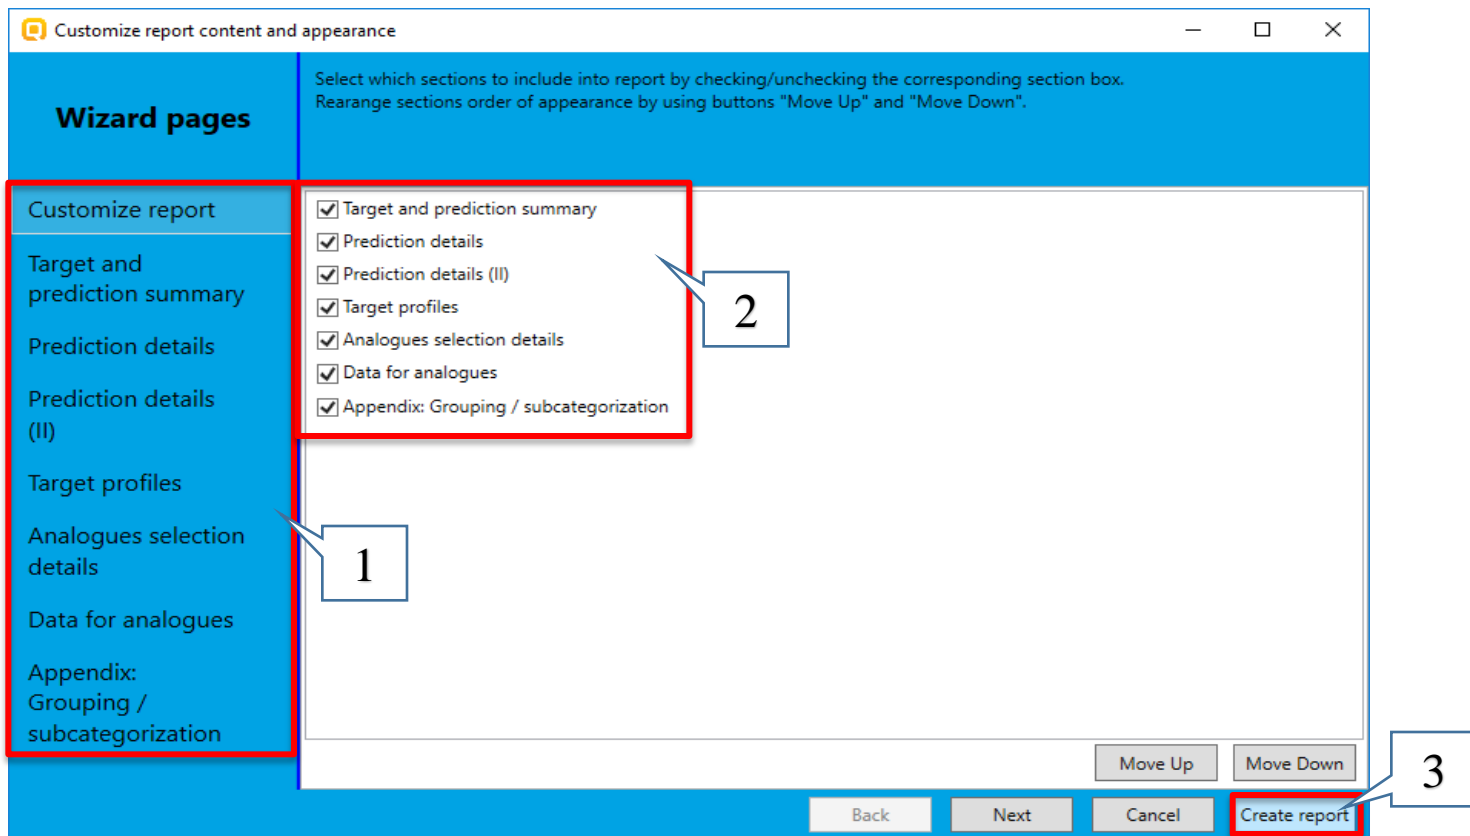 Customize report content and appearance
Wizard pages
Select which sections to include into report by checking/unchecking the corresponding section box.
Rearange sections order of appearance by using buttons "Move Up" and "Move Down".
Customize report
Target and
prediction summary
Prediction details
Prediction details
(II)
Target profiles
Analogues selection
details
Data for analogues
Appendix:
Grouping /
subcategorization
Target and prediction summary
Prediction details
Prediction details (II)
Target profiles
Analogues selection details
Data for analogues
Appendix: Grouping / subcategorization
1
2
3
Move Up
Move Down
Back
Next
Cancel
Create report